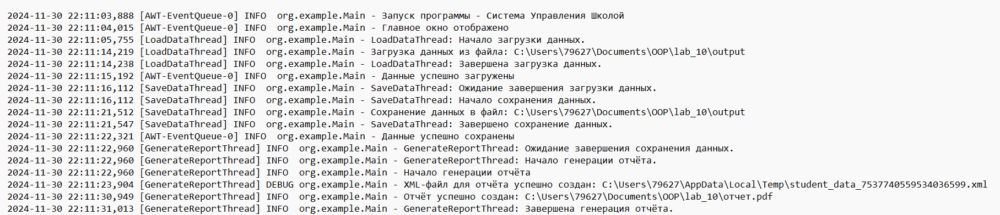 2024-11-30 22:11:03,888 [AWT-EventQueue-0] INFO  org.example.Main - Запуск программы - Система Управления Школой
2024-11-30 22:11:04,015 [AWT-EventQueue-0] INFO  org.example.Main - Главное окно отображено
2024-11-30 22:11:05,755 [LoadDataThread] INFO  org.example.Main - LoadDataThread: Начало загрузки данных.
2024-11-30 22:11:14,219 [LoadDataThread] INFO  org.example.Main - Загрузка данных из файла: C:\Users\79627\Documents\OOP\lab_10\output
2024-11-30 22:11:14,238 [LoadDataThread] INFO  org.example.Main - LoadDataThread: Завершена загрузка данных.
2024-11-30 22:11:15,192 [AWT-EventQueue-0] INFO  org.example.Main - Данные успешно загружены
2024-11-30 22:11:16,112 [SaveDataThread] INFO  org.example.Main - SaveDataThread: Ожидание завершения загрузки данных.
2024-11-30 22:11:16,112 [SaveDataThread] INFO  org.example.Main - SaveDataThread: Начало сохранения данных.
2024-11-30 22:11:21,512 [SaveDataThread] INFO  org.example.Main - Сохранение данных в файл: C:\Users\79627\Documents\OOP\lab_10\output
2024-11-30 22:11:21,547 [SaveDataThread] INFO  org.example.Main - SaveDataThread: Завершено сохранение данных.
2024-11-30 22:11:22,321 [AWT-EventQueue-0] INFO  org.example.Main - Данные успешно сохранены
2024-11-30 22:11:22,960 [GenerateReportThread] INFO  org.example.Main - GenerateReportThread: Ожидание завершения сохранения данных.
2024-11-30 22:11:22,960 [GenerateReportThread] INFO  org.example.Main - GenerateReportThread: Начало генерации отчёта.
2024-11-30 22:11:22,960 [GenerateReportThread] INFO  org.example.Main - Начало генерации отчёта
2024-11-30 22:11:23,904 [GenerateReportThread] DEBUG org.example.Main - XML-файл для отчёта успешно создан: C:\Users\79627\AppData\Local\Temp\student_data_7537740559534036599.xml
2024-11-30 22:11:30,949 [GenerateReportThread] INFO  org.example.Main - Отчёт успешно создан: C:\Users\79627\Documents\OOP\lab_10\отчет.pdf
2024-11-30 22:11:31,013 [GenerateReportThread] INFO  org.example.Main - GenerateReportThread: Завершена генерация отчёта.